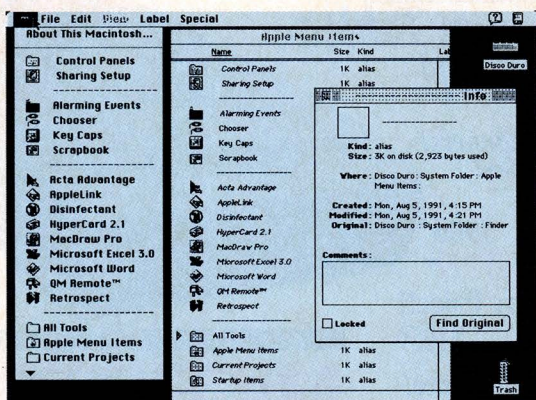 File Edit View Label Special
About This Macintosh...
Control Panels
Sharing Setup
Alarming Events
Chooser
Key Caps
Scrapbook
Acta Advantage
AppleLink
Disinfectant
HyperCard 2.1
MacDraw Pro
Microsoft Excel 3.0
Microsoft Word
QM Remote™
Retrospect
All Tools
Apple Menu Items
Current Projects
Apple Menu Items
Name Size Kind Lab
Control Panels 1K alias
Sharing Setup 1K alias
Alarming Events
Chooser
Key Caps
Scrapbook
Acta Advantage
AppleLink
Disinfectant
HyperCard 2.1
MacDraw Pro
Microsoft Excel 3.0
Microsoft Word
QM Remote™
Retrospect
All Tools
Apple Menu Items 1K alias
Current Projects 1K alias
Startup Items 1K alias
Info
Kind: alias
Size: 3K on disk (2,923 bytes used)
Where: Disco Duro: System Folder: Apple
Menu Items:
Created: Mon, Aug 5, 1991, 4:15 PM
Modified: Mon, Aug 5, 1991, 4:21 PM
Original: Disco Duro: System Folder: Finder
Comments:
Locked
Find Original
Disco Duro
Trash